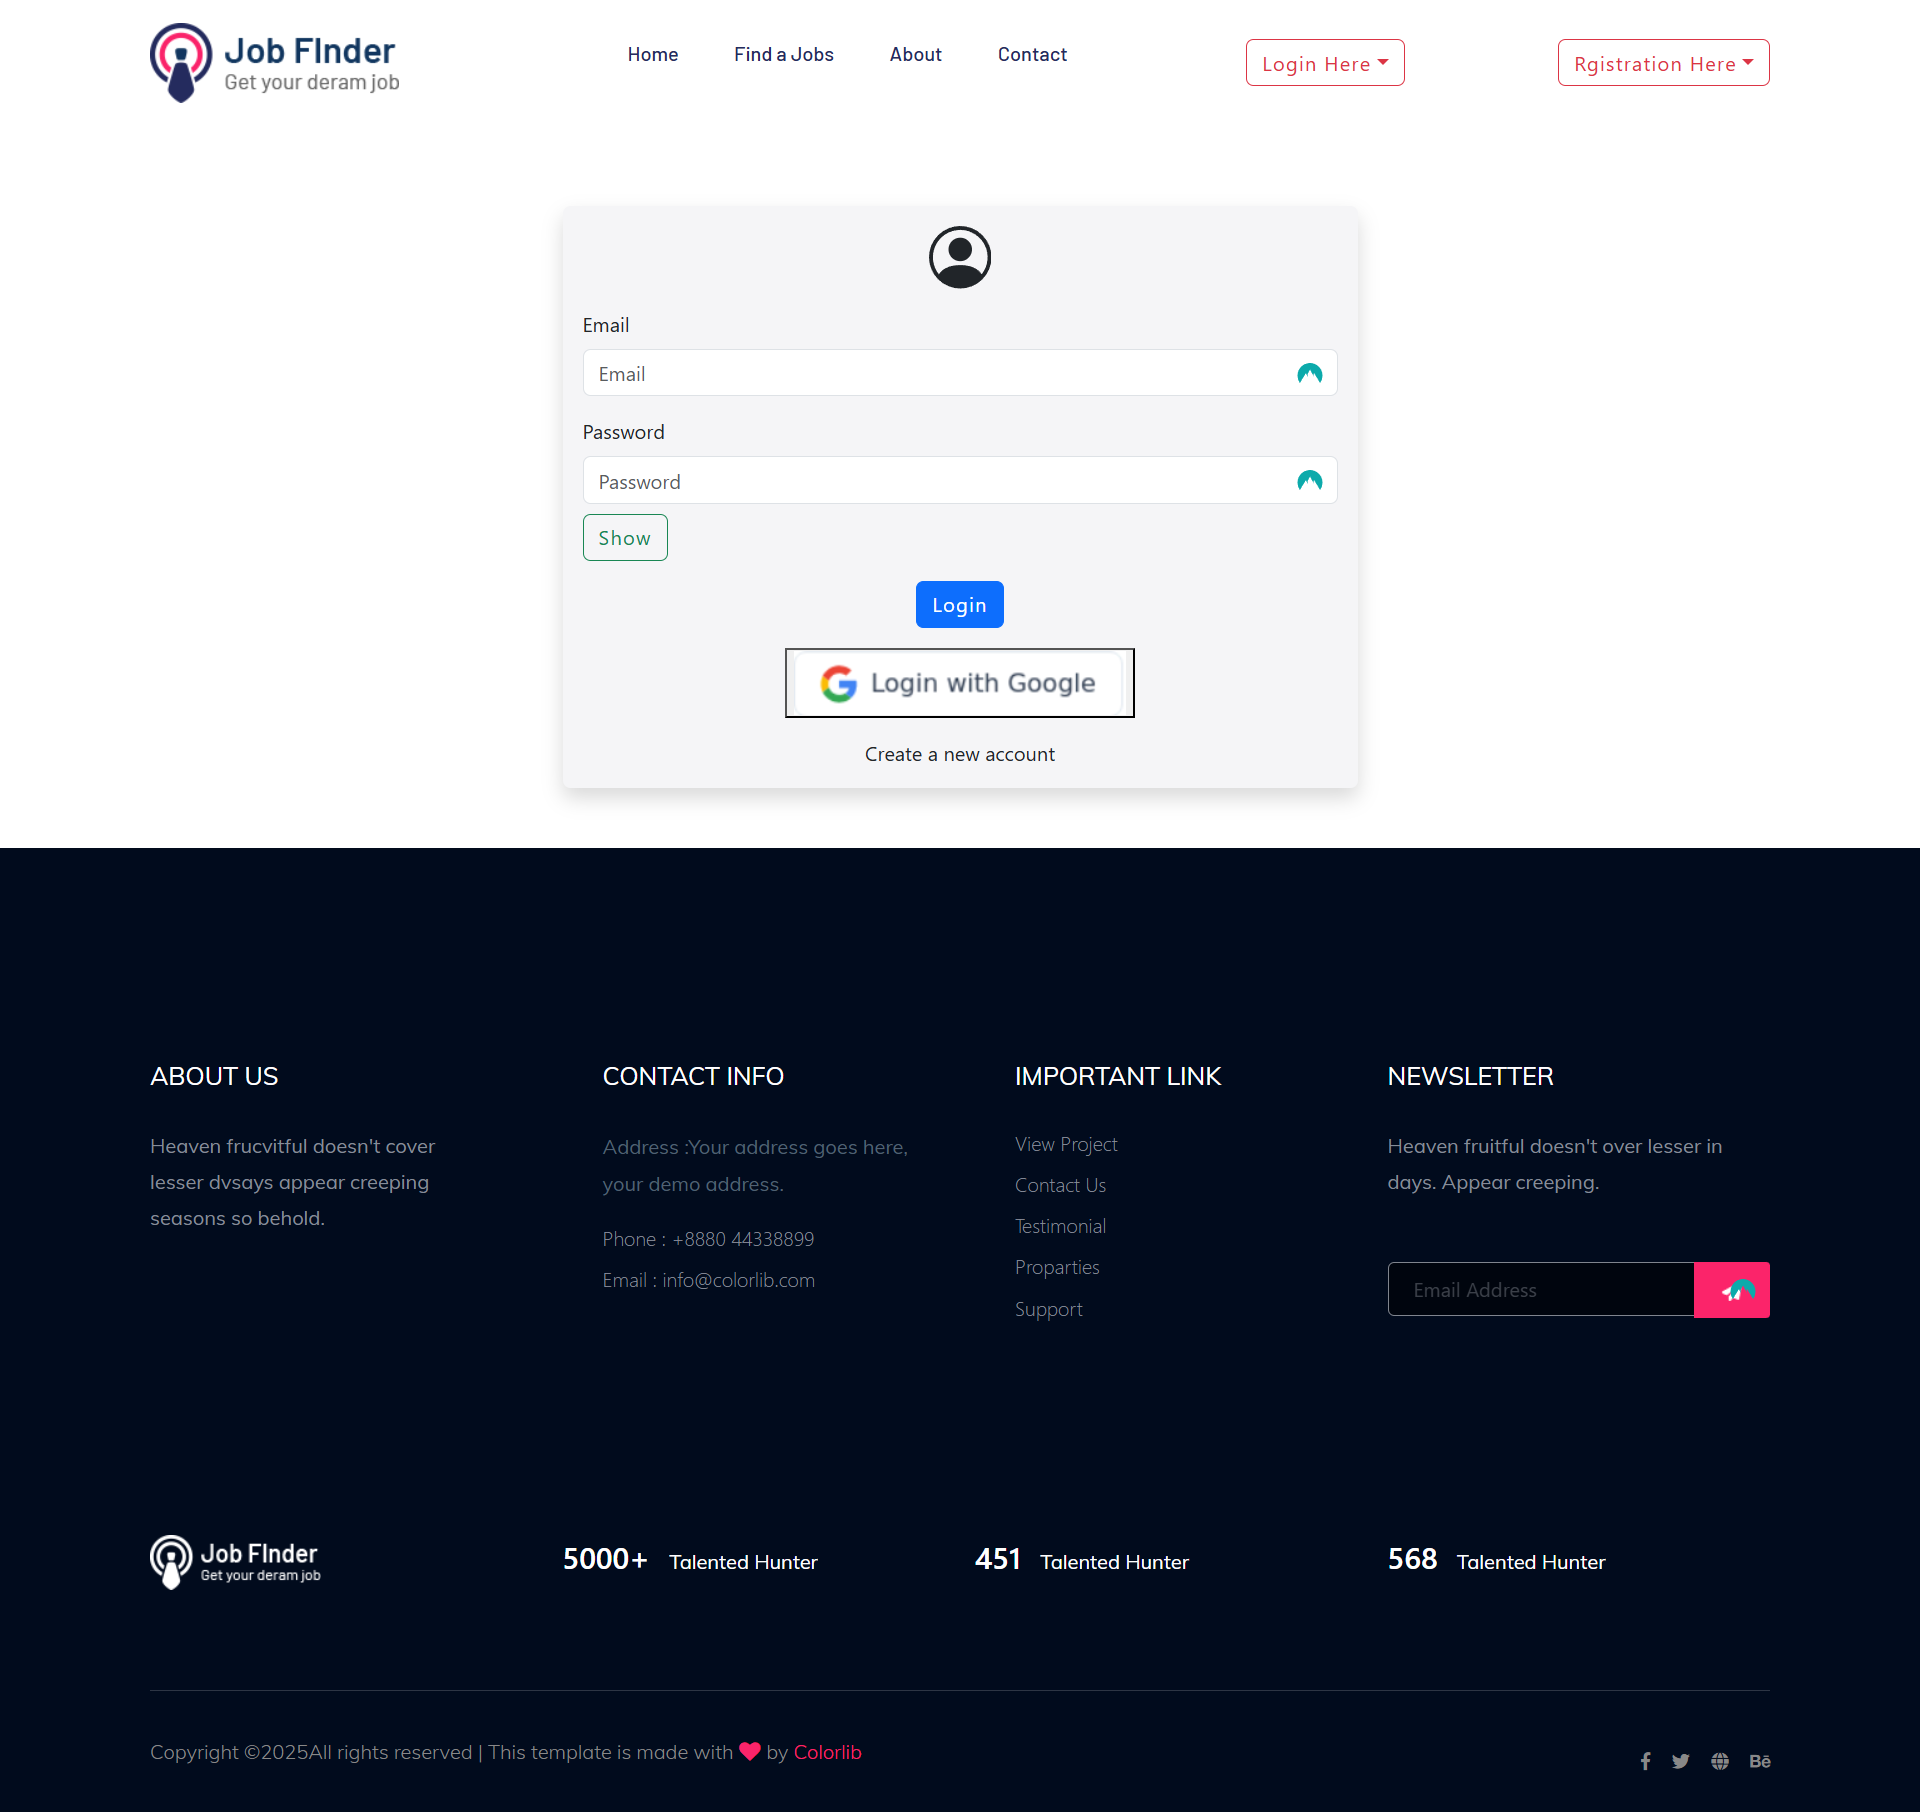 Job FInder
Get your deram job
Home
Find a Jobs
About
Contact
Login Here
Rgistration Here
Email
Email
Password
Password
Show
Login
Login with Google
Create a new account
ABOUT US
Heaven frucvitful doesn't cover
lesser dvsays appear creeping
seasons so behold.
CONTACT INFO
Address :Your address goes here,
your demo address.
Phone : +8880 44338899
Email : info@colorlib.com
IMPORTANT LINK
View Project
Contact Us
Testimonial
Proparties
Support
NEWSLETTER
Heaven fruitful doesn't over lesser in
days. Appear creeping.
Email Address
Job FInder
Get your deram job
5000+ Talented Hunter
451 Talented Hunter
568 Talented Hunter
Copyright ©2025All rights reserved | This template is made with ♥ by Colorlib
Bē